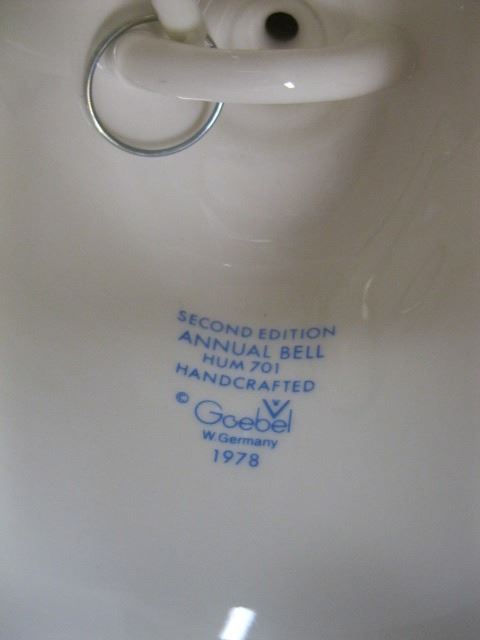 SECOND EDITION
ANNUAL BELL
HUM 701
HANDCRAFTED
© Goebel
W. Germany
1978